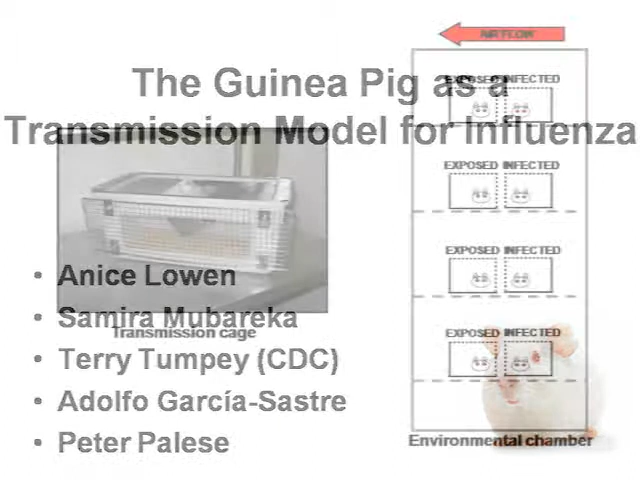 AIRFLOW
The Guinea Pig as a
Transmission Model for Influenza
EXPOSED INFECTED
EXPOSED INFECTED
EXPOSED INFECTED
EXPOSED INFECTED
• Anice Lowen
• Samira Mubareka
Transmission cage
• Terry Tumpey (CDC)
• Adolfo García-Sastre
• Peter Palese
Environmental chamber